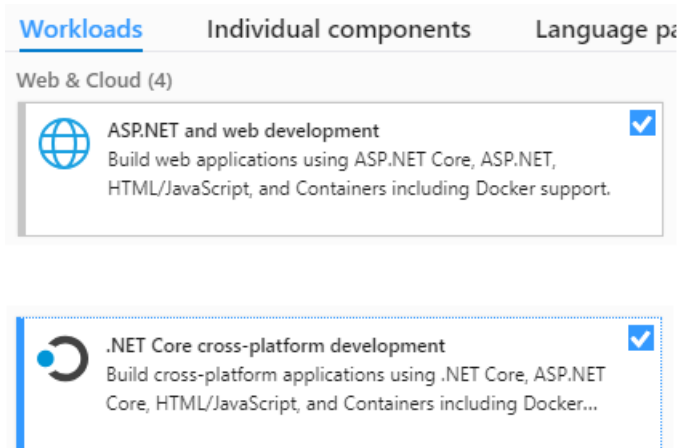 Workloads Individual components Language pa
Web & Cloud (4)
ASP.NET and web development
Build web applications using ASP.NET Core, ASP.NET,
HTML/JavaScript, and Containers including Docker support.
.NET Core cross-platform development
Build cross-platform applications using .NET Core, ASP.NET
Core, HTML/JavaScript, and Containers including Docker...